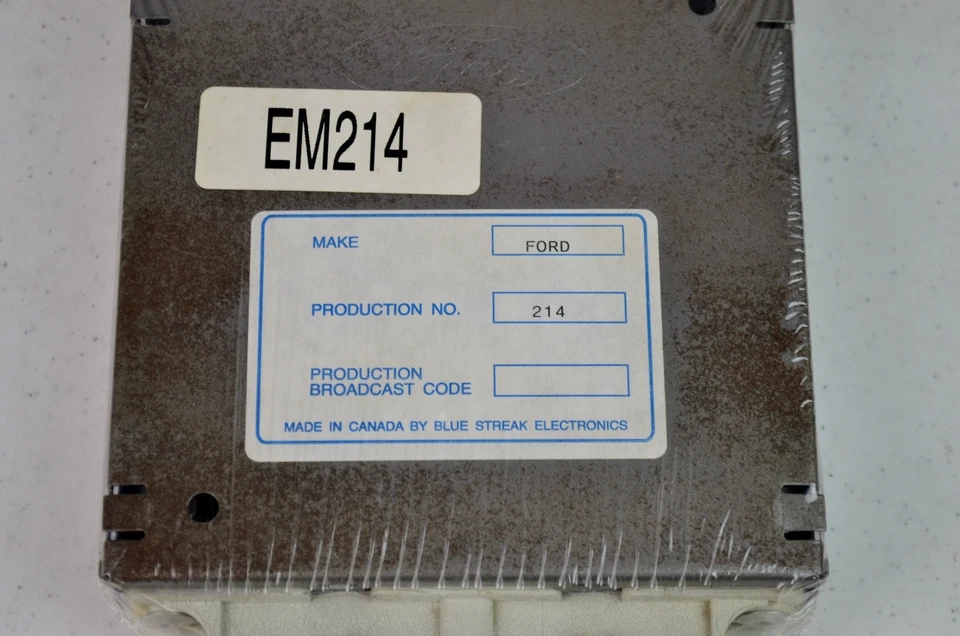 EM214
MAKE FORD
PRODUCTION NO. 214
PRODUCTION
BROADCAST CODE
MADE IN CANADA BY BLUE STREAK ELECTRONICS